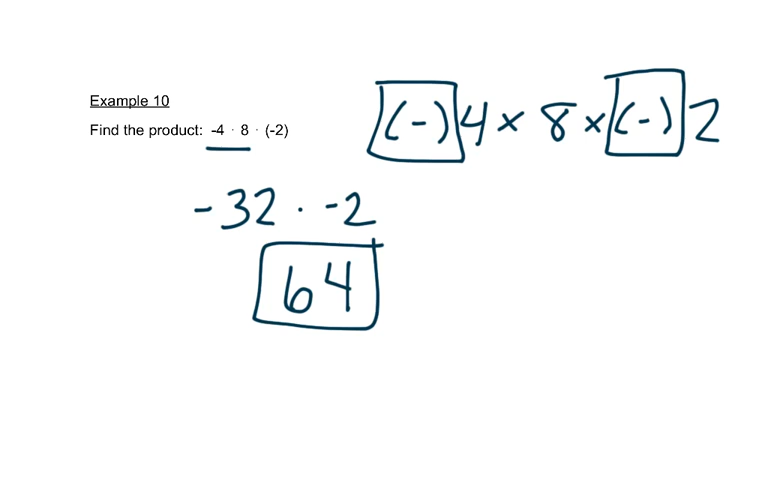 Example 10
Find the product: -4 · 8 · (-2)
(-) 4 × 8 × (-) 2
-32 · -2
64